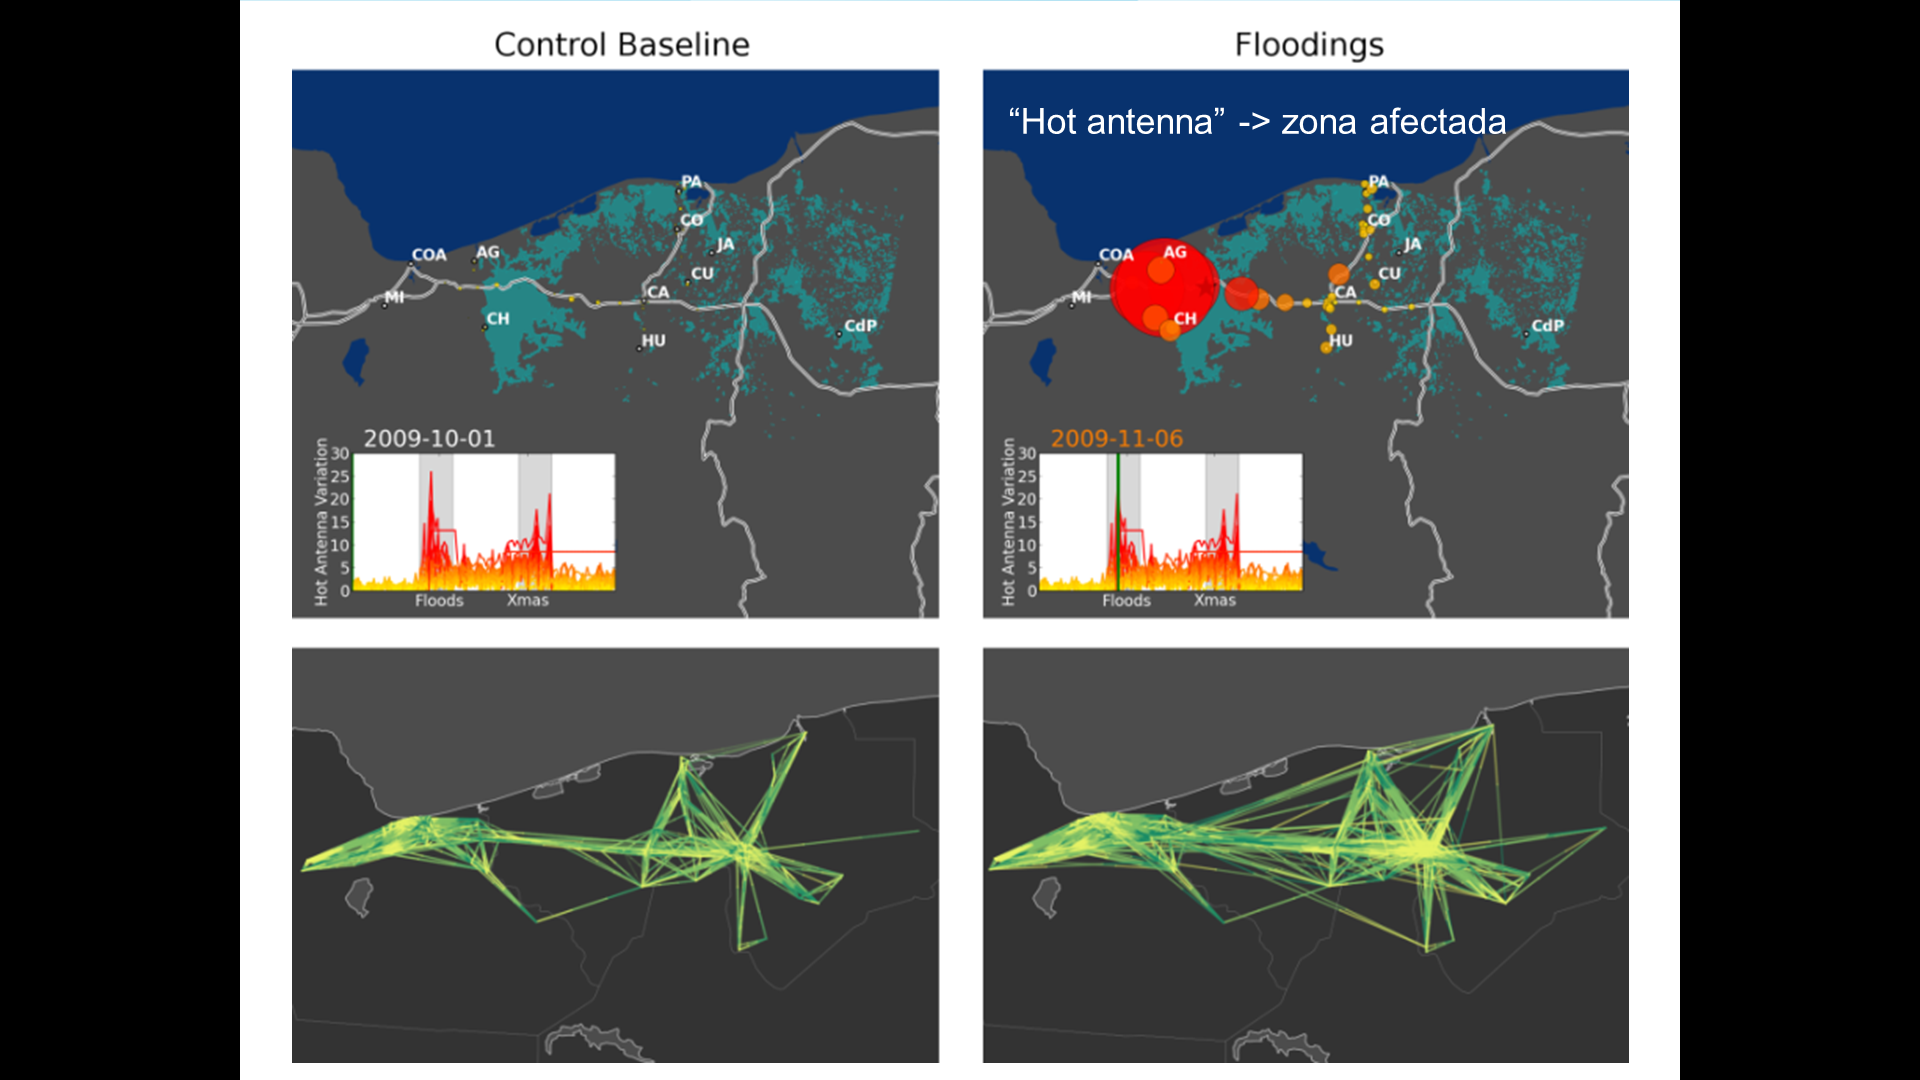 Control Baseline
Floodings
PA
CO
JA
COA
AG
CU
MI
CA
CH
CdP
HU
2009-10-01
Hot Antenna Variation
30
25
20
15
10
5
0
Floods
Xmas
“Hot antenna” -> zona afectada
PA
CO
JA
COA
AG
CU
MI
CA
CH
CdP
HU
2009-11-06
Hot Antenna Variation
30
25
20
15
10
5
0
Floods
Xmas